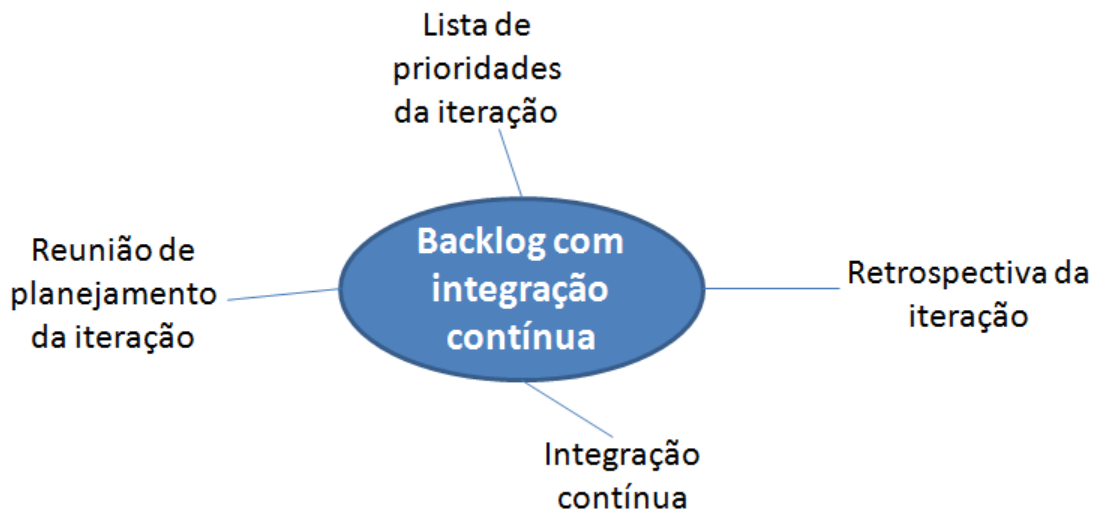 Lista de
prioridades
da iteração
Backlog com
integração
contínua
Reunião de
planejamento
da iteração
Retrospectiva da
iteração
Integração
contínua